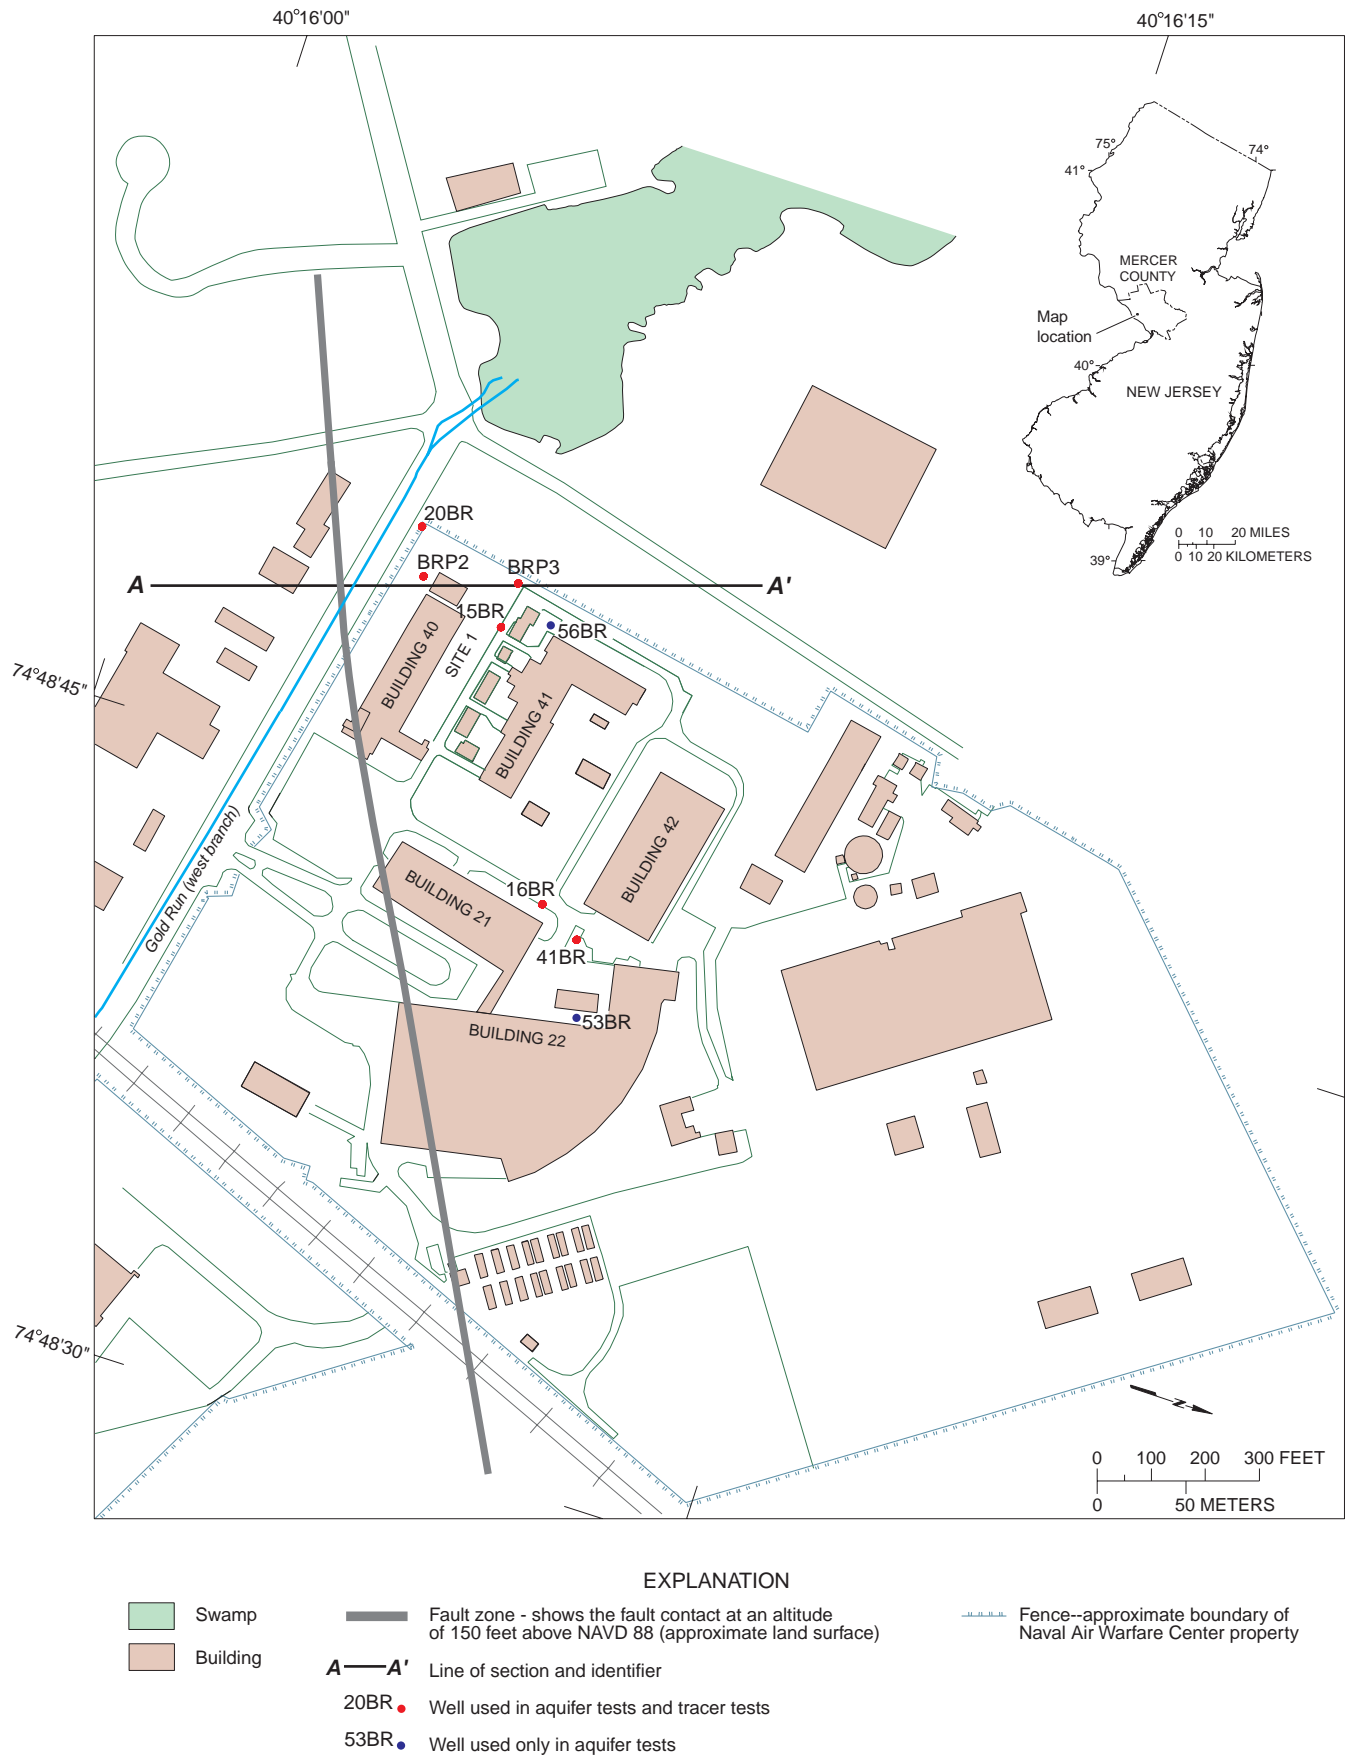 40°16'00"
40°16'15"
75°
74°
41°
MERCER
COUNTY
Map
location
40°
NEW JERSEY
39°
0 10 20 MILES
0 10 20 KILOMETERS
20BR
BRP2
BRP3
A
A'
15BR
56BR
SITE 1
BUILDING 40
BUILDING 41
74°48'45"
BUILDING 42
Gold Run (west branch)
BUILDING 21
16BR
41BR
53BR
BUILDING 22
74°48'30"
N
0 100 200 300 FEET
0 50 METERS
EXPLANATION
Swamp
Building
Fault zone - shows the fault contact at an altitude
of 150 feet above NAVD 88 (approximate land surface)
A A' Line of section and identifier
20BR Well used in aquifer tests and tracer tests
53BR Well used only in aquifer tests
Fence--approximate boundary of
Naval Air Warfare Center property